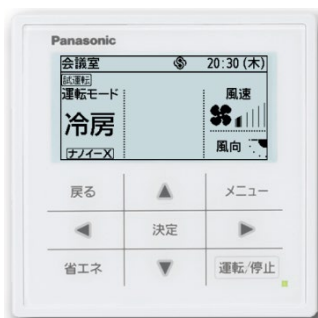 Panasonic
会議室 20:30 (木)
試運転
運転モード 風速
冷房
ナノイーX 風向
戻る メニュー
決定
省エネ 運転/停止